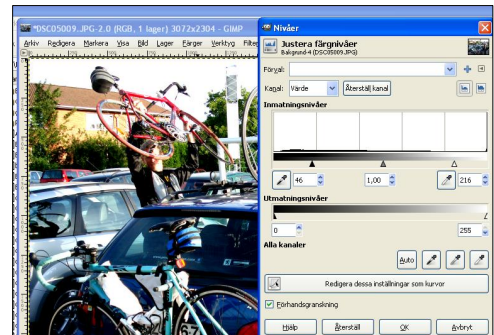 *DSC05009.JPG-2.0 (RGB, 1 lager) 3072x2304 – GIMP
Arkiv Redigera Markera Visa Bild Lager Färger Verktyg Filter
Nivåer
Justera färgnivåer
Bakgrund-4 (DSC05009.JPG)
Förval:
Kanal: Värde Återställ kanal
Inmatningsnivåer
46 1,00 216
Utmatningsnivåer
0 255
Alla kanaler
Auto
Redigera dessa inställningar som kurvor
Förhandsgranskning
Hjälp Återställ OK Avbryt
67